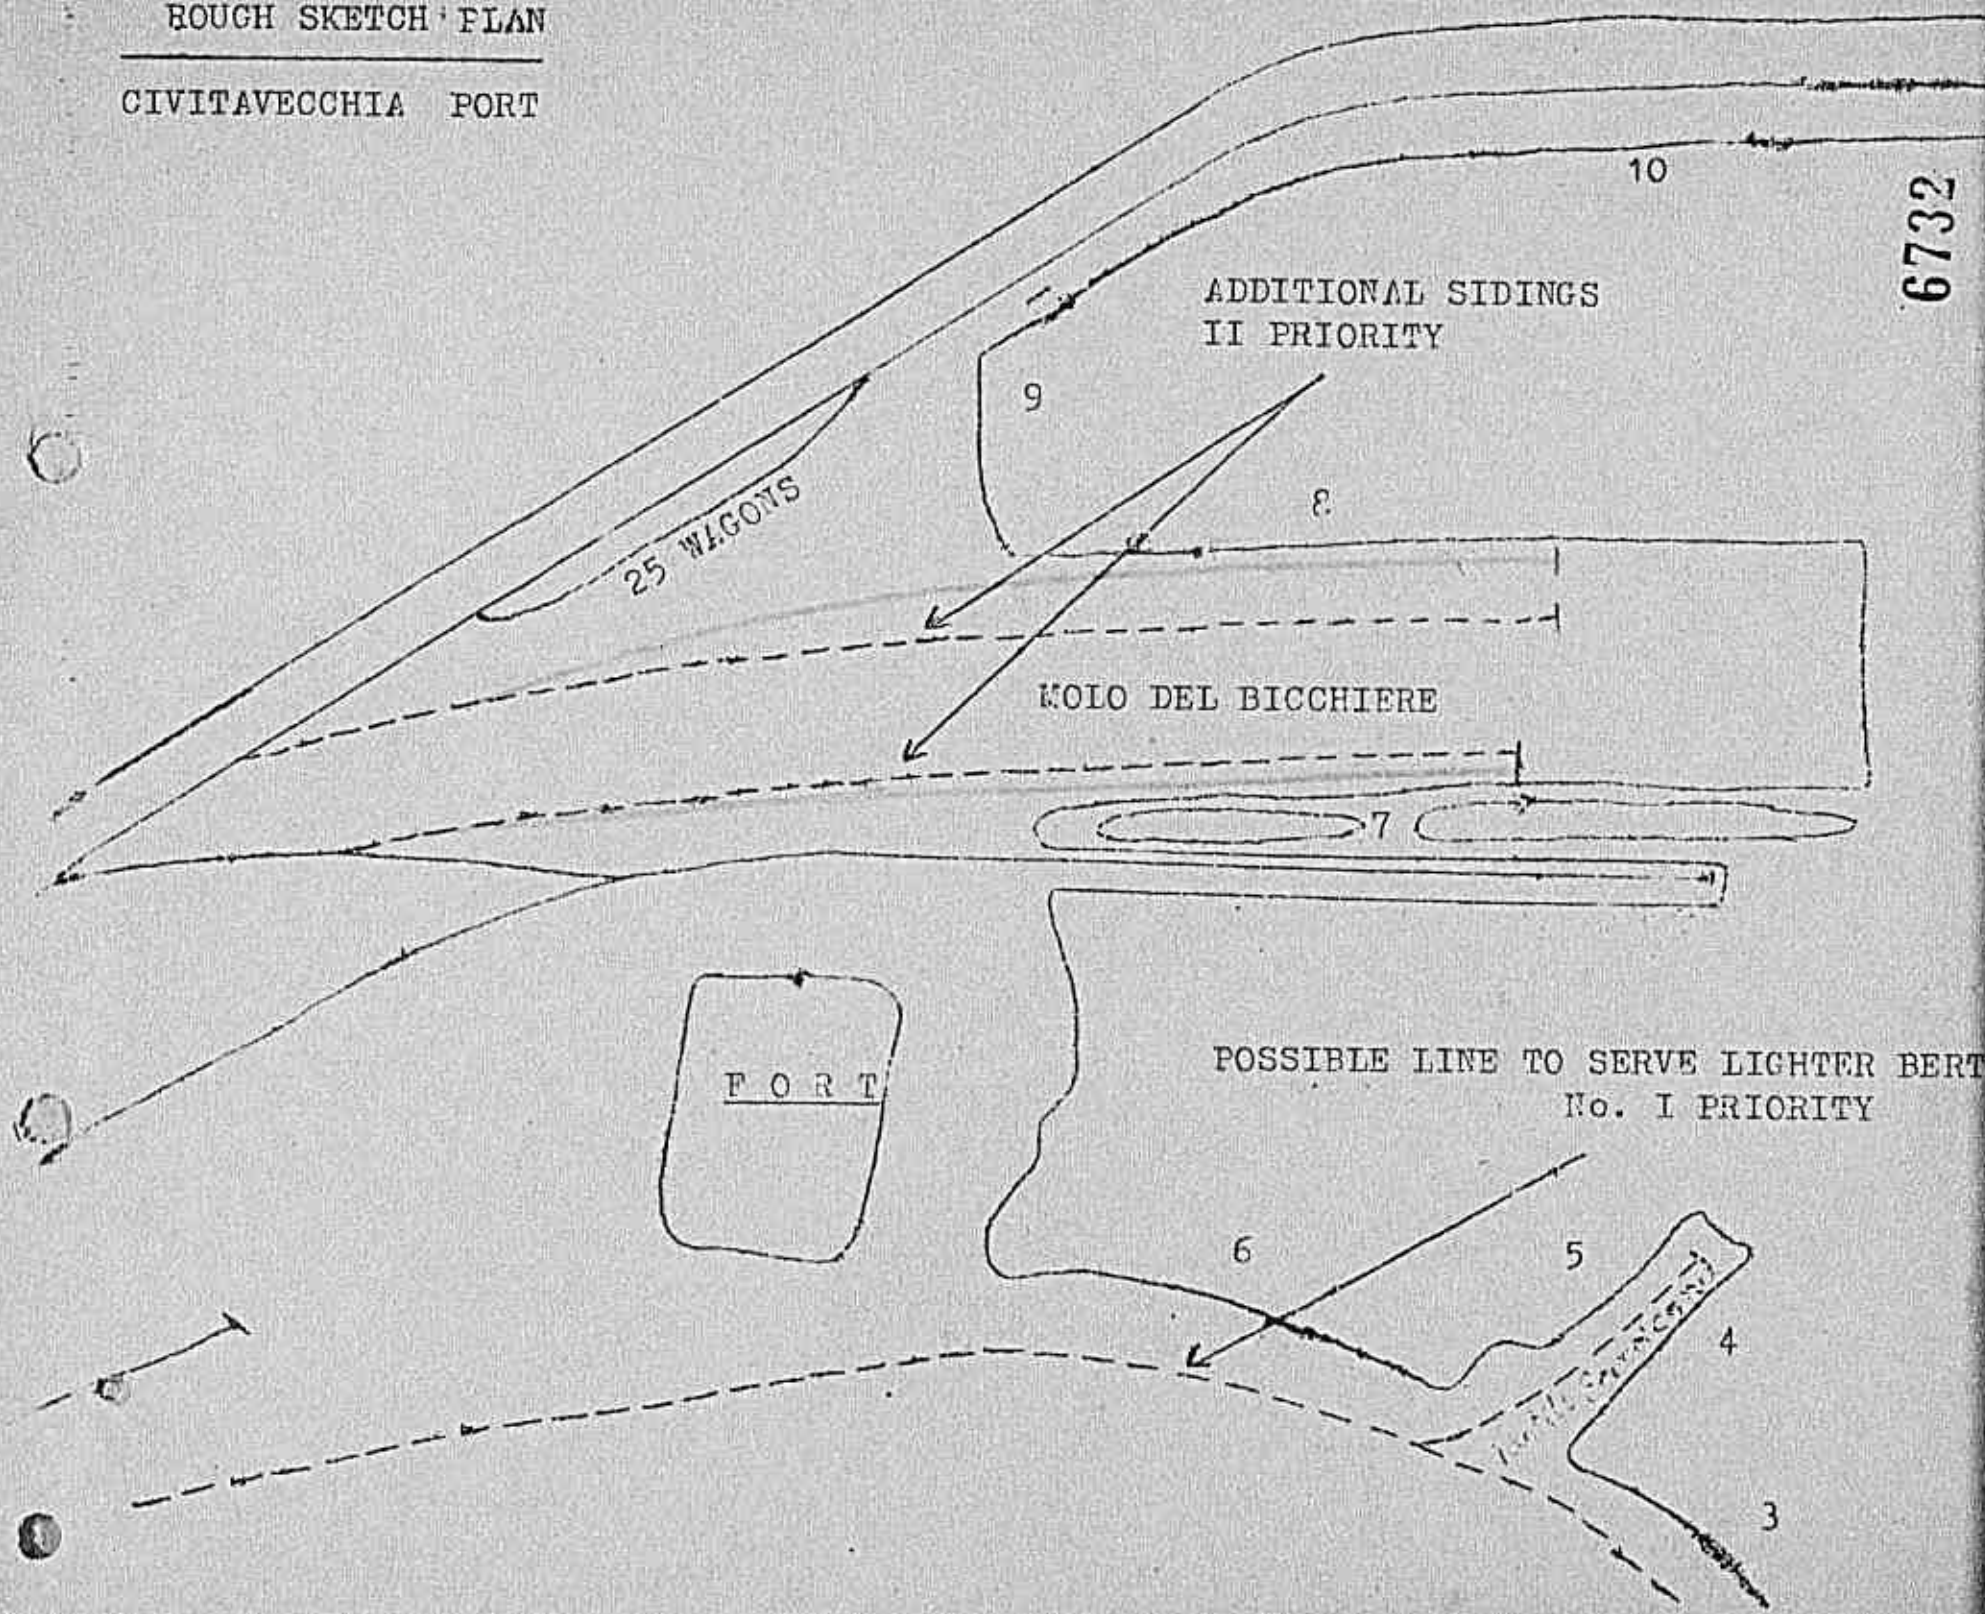 ROUGH SKETCH PLAN
CIVITAVECCHIA PORT
10
6732
ADDITIONAL SIDINGS
II PRIORITY
9
8
25 WAGONS
MOLO DEL BICCHIERE
7
FORT
POSSIBLE LINE TO SERVE LIGHTER BERT
No. I PRIORITY
6
5
4
3